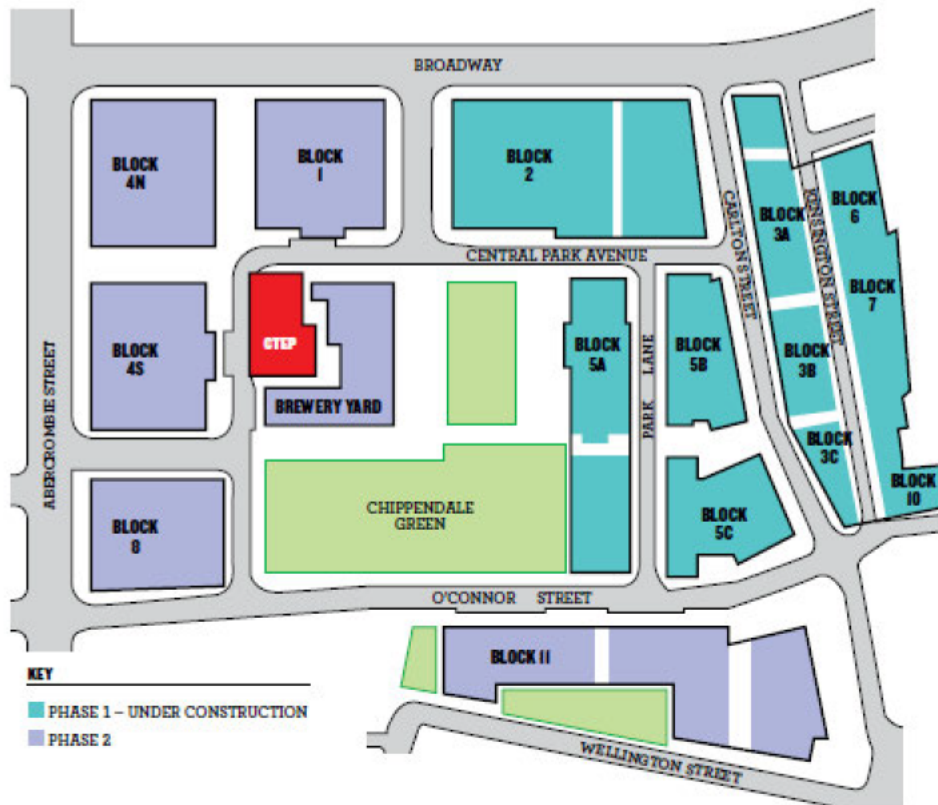 BROADWAY
BLOCK
4N
BLOCK
1
BLOCK
2
BLOCK
3A
BLOCK
6
CARLTON STREET
KENSINGTON STREET
CENTRAL PARK AVENUE
BLOCK
7
ABERCROMBIE STREET
BLOCK
4S
CTEP
BREWERY YARD
BLOCK
5A
PARK LANE
BLOCK
5B
BLOCK
3B
BLOCK
3C
BLOCK
10
CHIPPENDALE
GREEN
BLOCK
8
BLOCK
5C
O'CONNOR STREET
BLOCK 11
WELLINGTON STREET
KEY
PHASE 1 – UNDER CONSTRUCTION
PHASE 2